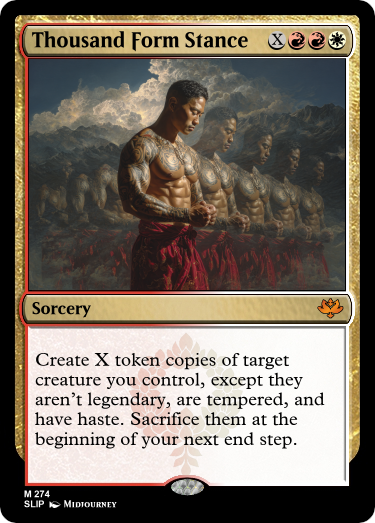 Thousand Form Stance X
Sorcery
Create X token copies of target
creature you control, except they
aren't legendary, are tempered, and
have haste. Sacrifice them at the
beginning of your next end step.
M 274
SLIP Midjourney